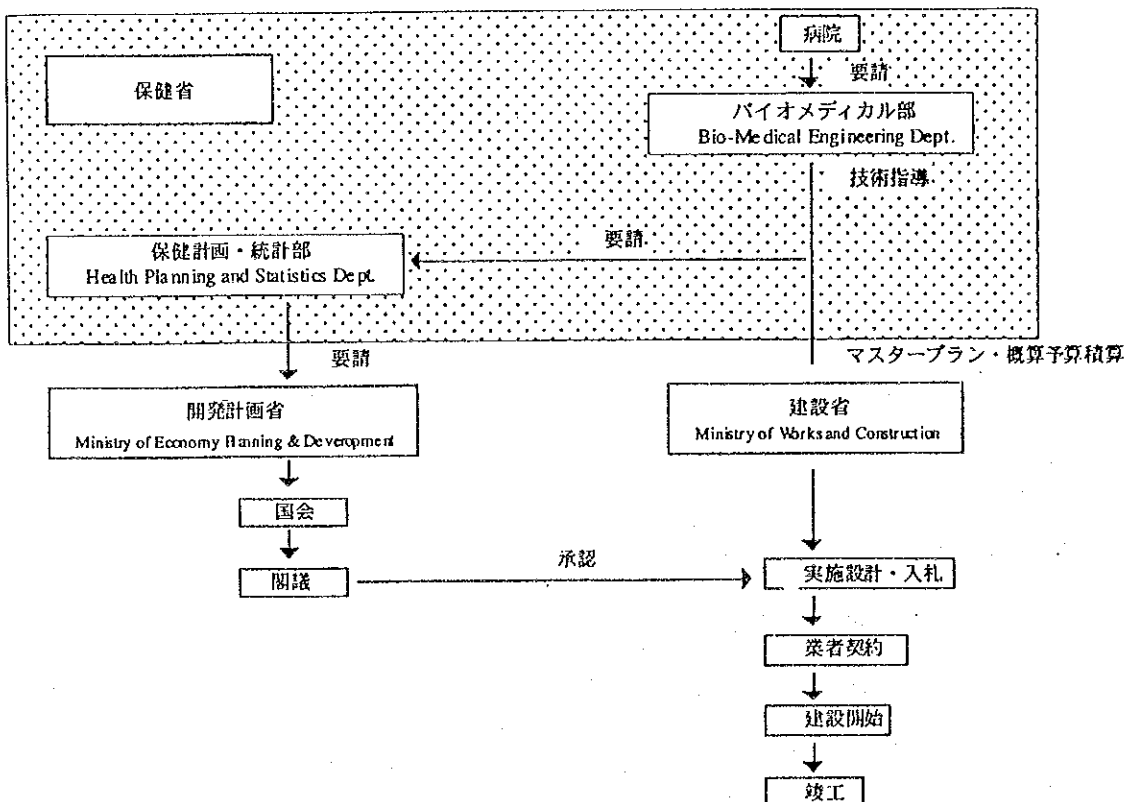 病院
要請
保健省
バイオメディカル部
Bio-Medical Engineering Dept.
技術指導
要請
保健計画・統計部
Health Planning and Statistics Dept.
要請
マスタープラン・概算予算積算
開発計画省
Ministry of Economy Planning & Deveropment
建設省
Ministry of Works and Construction
国会
承認
閣議
実施設計・入札
業者契約
建設開始
竣工